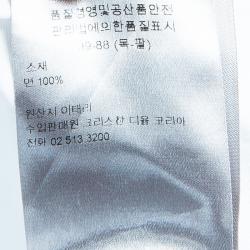 품질경영및공산품안전
관리법에의한품질표시
09-88 (목-팔)
소재
면 100%
원산지 이태리
수입판매원 크리스챤 디올 코리아
전화 02 513 3200